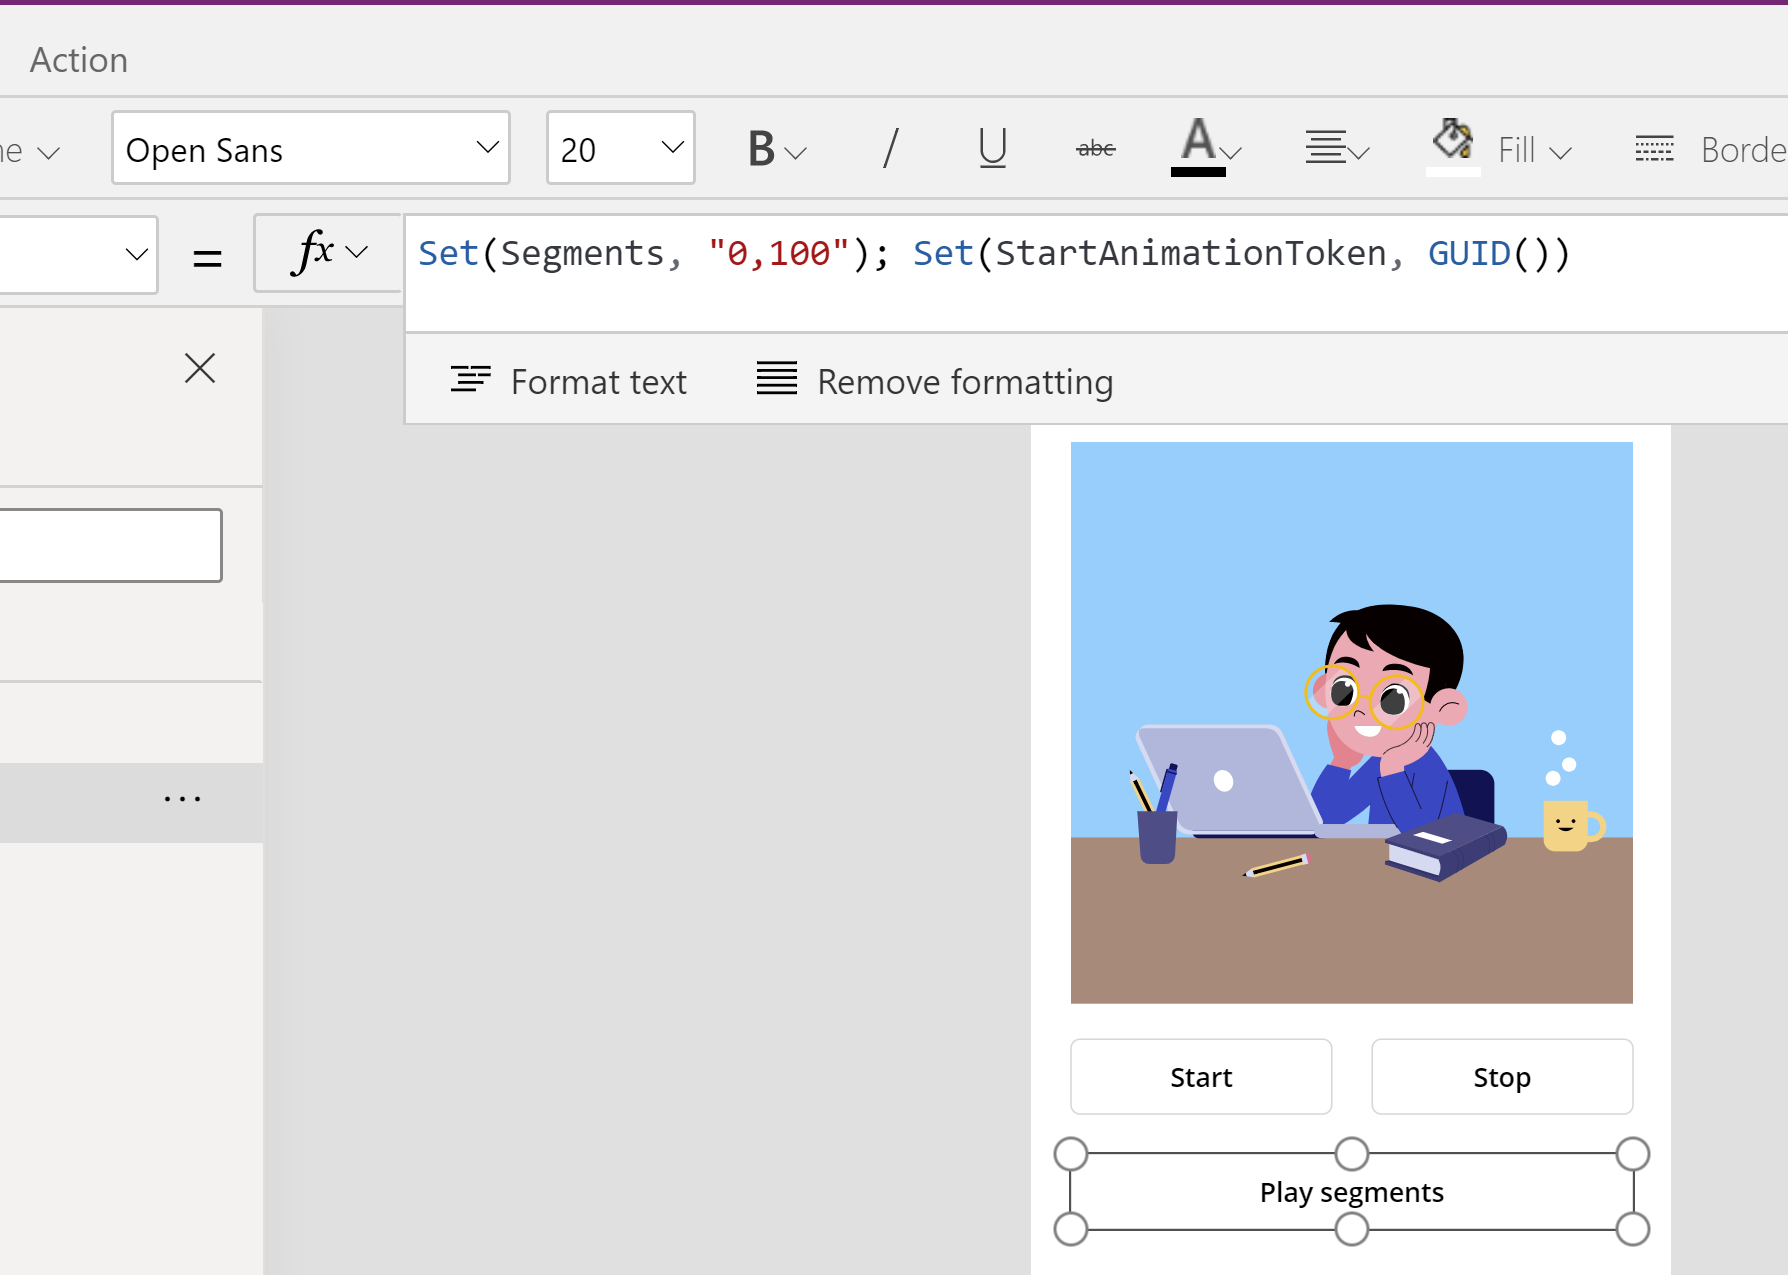 Action
Open Sans
20
B
/
U
abc
A
Fill
Borde
=
fx
Set(Segments, "0,100"); Set(StartAnimationToken, GUID())
Format text
Remove formatting
...
Start
Stop
Play segments